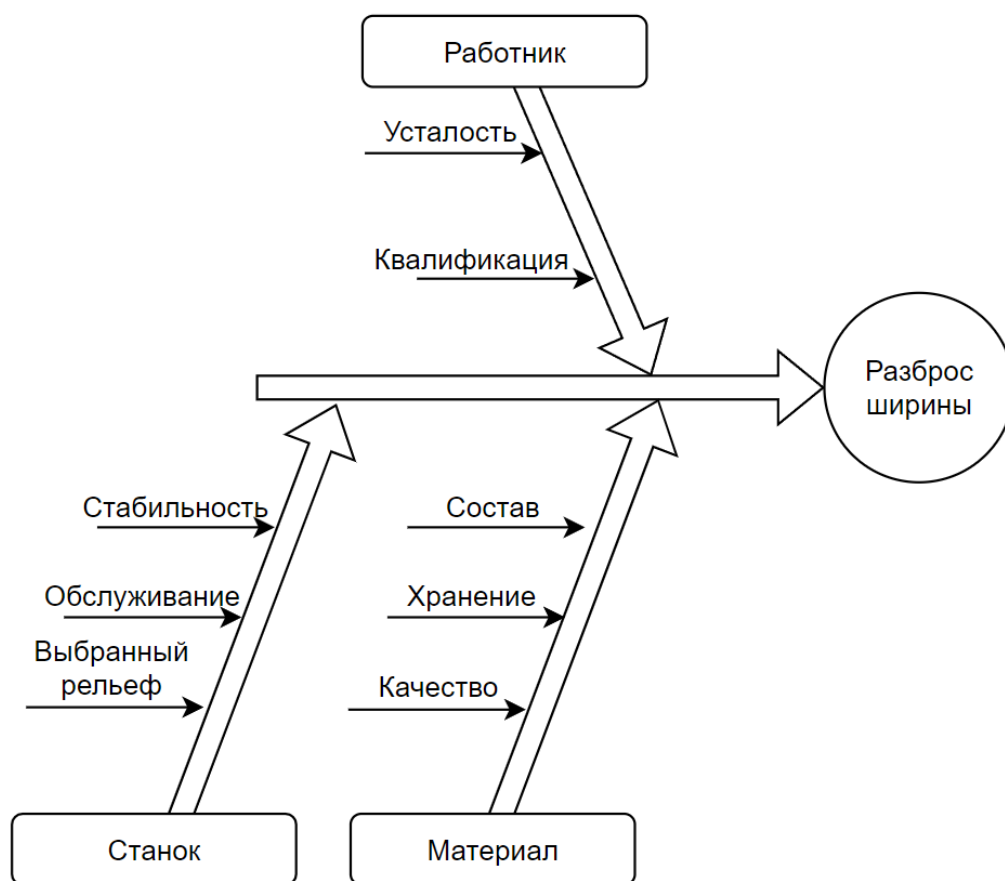 Работник
Усталость
Квалификация
Разброс
ширины
Стабильность
Состав
Обслуживание
Хранение
Выбранный
рельеф
Качество
Станок
Материал